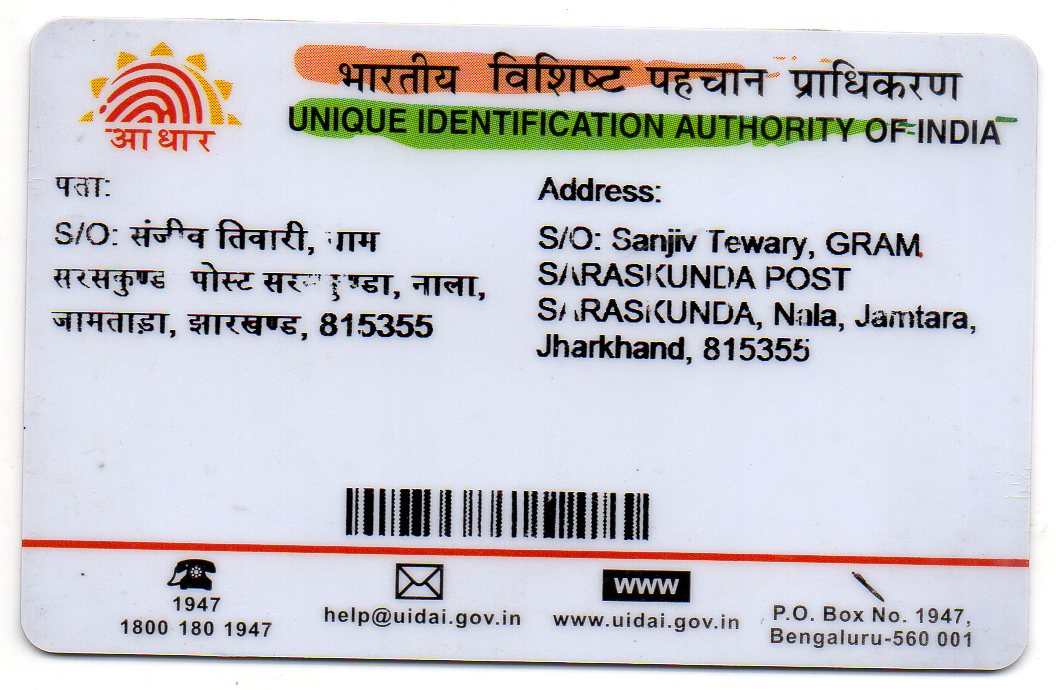 आधार
भारतीय विशिष्ट पहचान प्राधिकरण
UNIQUE IDENTIFICATION AUTHORITY OF INDIA
पता:
S/O: संजीव तिवारी, ग्राम
सरसकुण्ड पोस्ट नाला,
जामताड़ा, झारखण्ड, 815355
Address:
S/O: Sanjiv Tewary, GRAM
SARASKUNDA POST
SARASKUNDA, Nala, Jamtara,
Jharkhand, 815355
1947
1800 180 1947
help@uidai.gov.in
www
www.uidai.gov.in
P.O. Box No. 1947,
Bengaluru-560 001